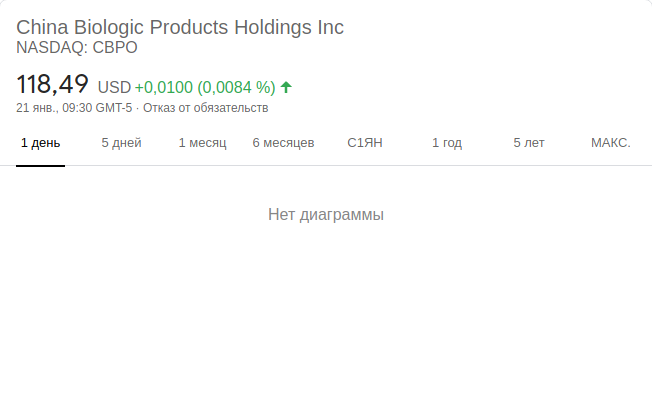 China Biologic Products Holdings Inc
NASDAQ: CBPO
118,49 USD +0,0100 (0,0084 %)
21 янв., 09:30 GMT-5 · Отказ от обязательств
1 день 5 дней 1 месяц 6 месяцев С1ЯН 1 год 5 лет МАКС.
Нет диаграммы